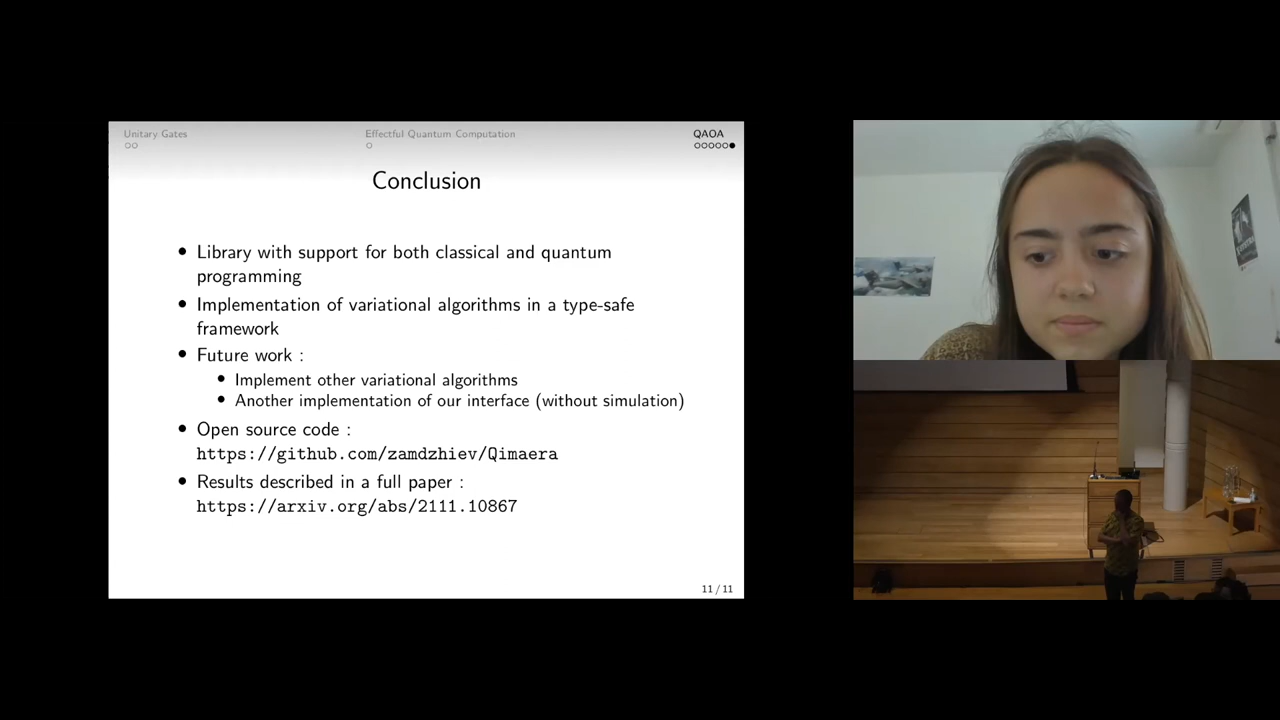 Unitary Gates
Effectful Quantum Computation
QAOA
Conclusion
• Library with support for both classical and quantum
programming
• Implementation of variational algorithms in a type-safe
framework
• Future work :
• Implement other variational algorithms
• Another implementation of our interface (without simulation)
• Open source code :
https://github.com/zamdzhiev/Qimaera
• Results described in a full paper :
https://arxiv.org/abs/2111.10867
11 / 11